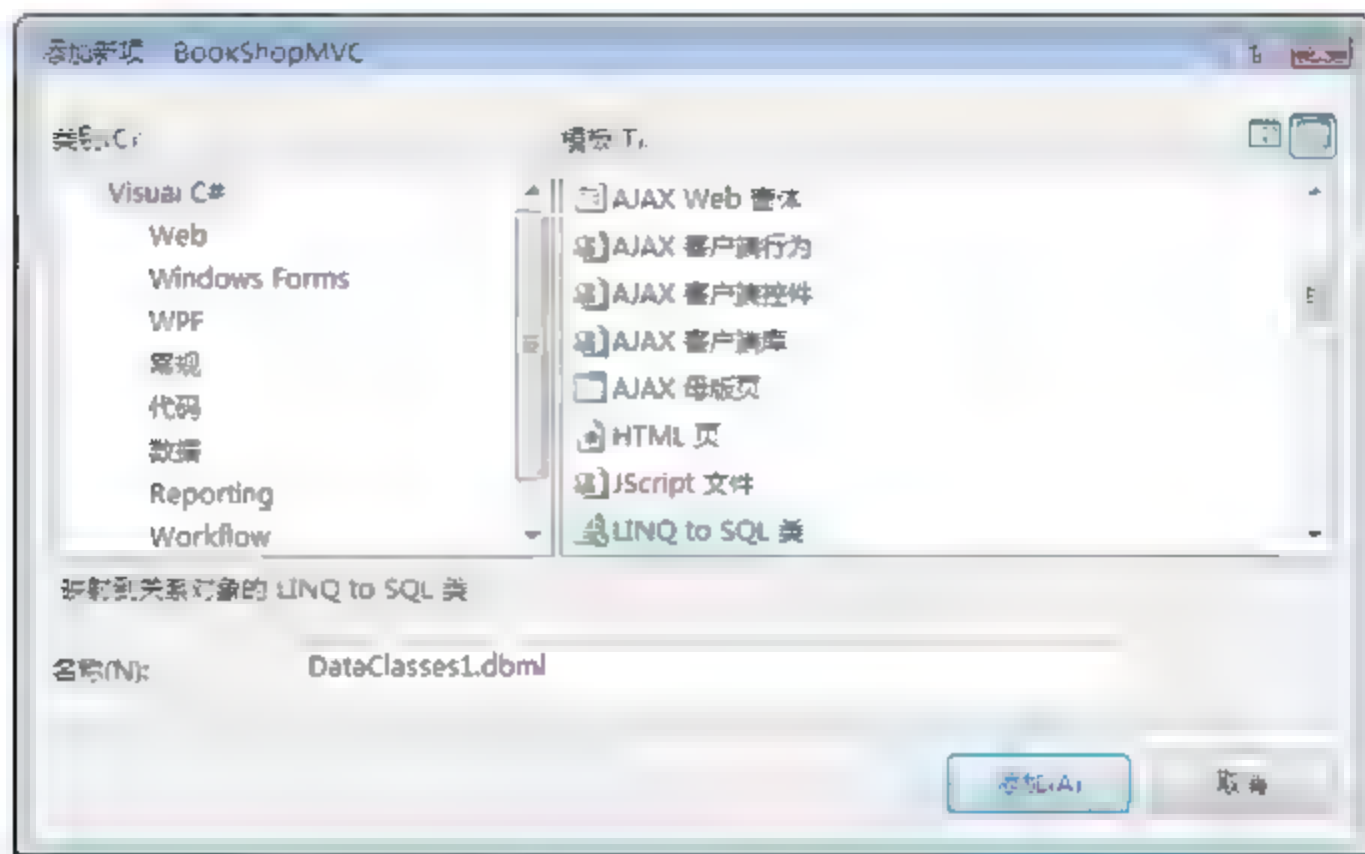 添加新项 BookShopMVC
类别(C):
模板(T):
Visual C#
Web
Windows Forms
WPF
常规
代码
数据
Reporting
Workflow
AJAX Web 窗体
AJAX 客户端行为
AJAX 客户端控件
AJAX 客户端库
AJAX 母版页
HTML 页
JScript 文件
LINQ to SQL 类
映射到关系对象的 LINQ to SQL 类
名称(N):
DataClasses1.dbml
添加(A)
取消